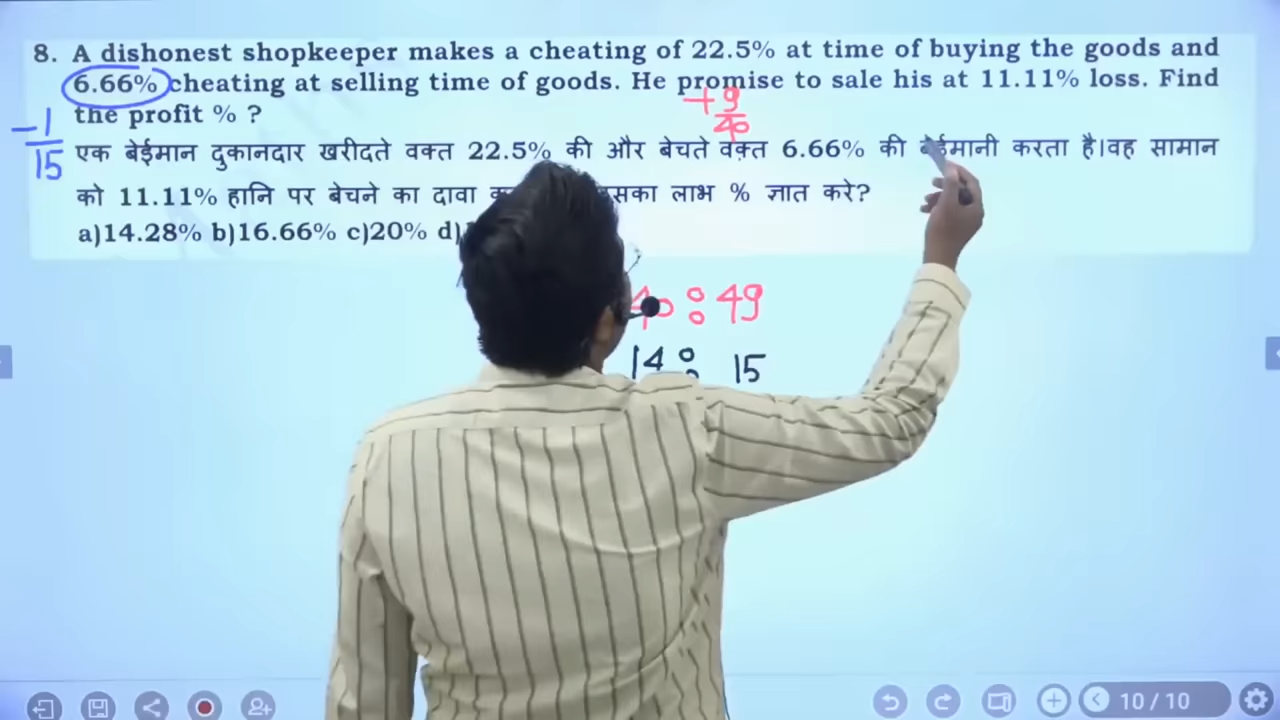 8. A dishonest shopkeeper makes a cheating of 22.5% at time of buying the goods and
6.66% cheating at selling time of goods. He promise to sale his at 11.11% loss. Find
the profit % ?
+9/40
-1/15
एक बेईमान दुकानदार खरीदते वक्त 22.5% की और बेचते वक़्त 6.66% की बेईमानी करता है।वह सामान
को 11.11% हानि पर बेचने का दावा लाभ % ज्ञात करे?
a)14.28% b)16.66% c)20% d)
40 : 49
14 : 15
10 / 10